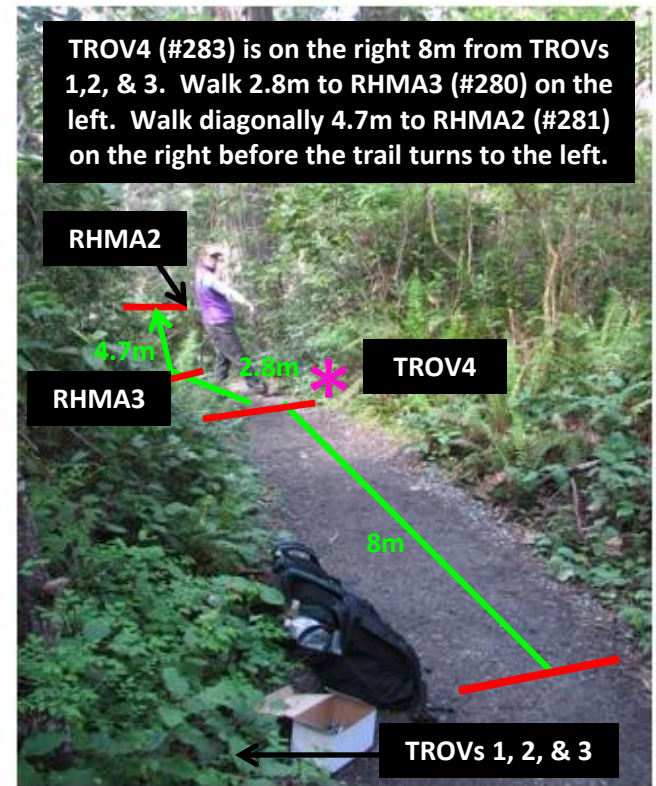 TROV4 (#283) is on the right 8m from TROVs
1,2, & 3.  Walk 2.8m to RHMA3 (#280) on the
left.  Walk diagonally 4.7m to RHMA2 (#281)
on the right before the trail turns to the left.
RHMA2
4.7m
2.8m
TROV4
RHMA3
8m
TROVs 1, 2, & 3